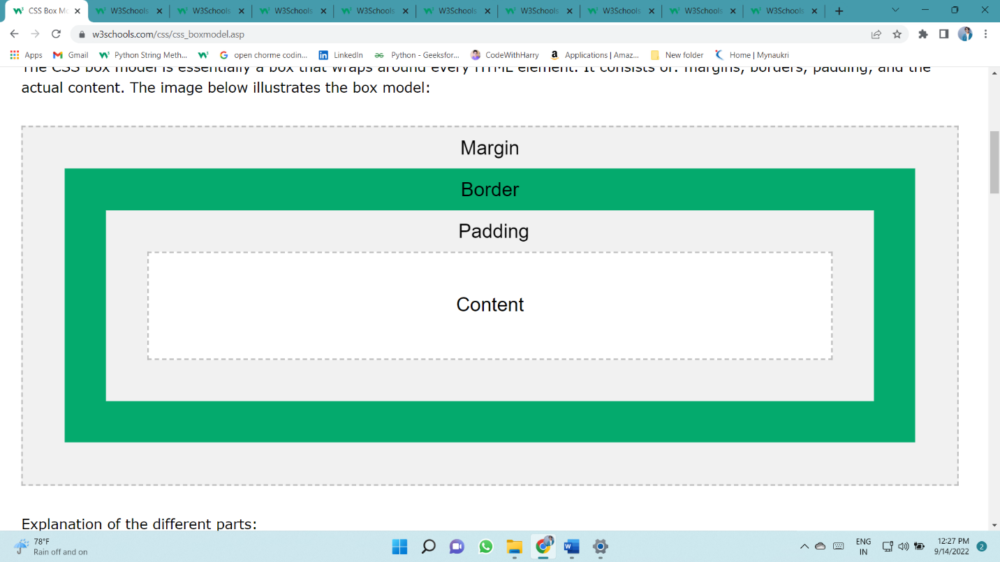 CSS Box Mo
W3Schools
W3Schools
W3Schools
W3Schools
W3Schools
W3Schools
W3Schools
W3Schools
W3Schools
w3schools.com/css/css_boxmodel.asp
Apps
Gmail
Python String Meth...
open chorme codin...
LinkedIn
Python - Geeksfor...
CodeWithHarry
Applications | Amaz...
New folder
Home | Mynaukri
The CSS box model is essentially a box that wraps around every HTML element. It consists of: margins, borders, padding, and the
actual content. The image below illustrates the box model:
Margin
Border
Padding
Content
Explanation of the different parts:
78°F
Rain off and on
ENG
IN
12:27 PM
9/14/2022
2